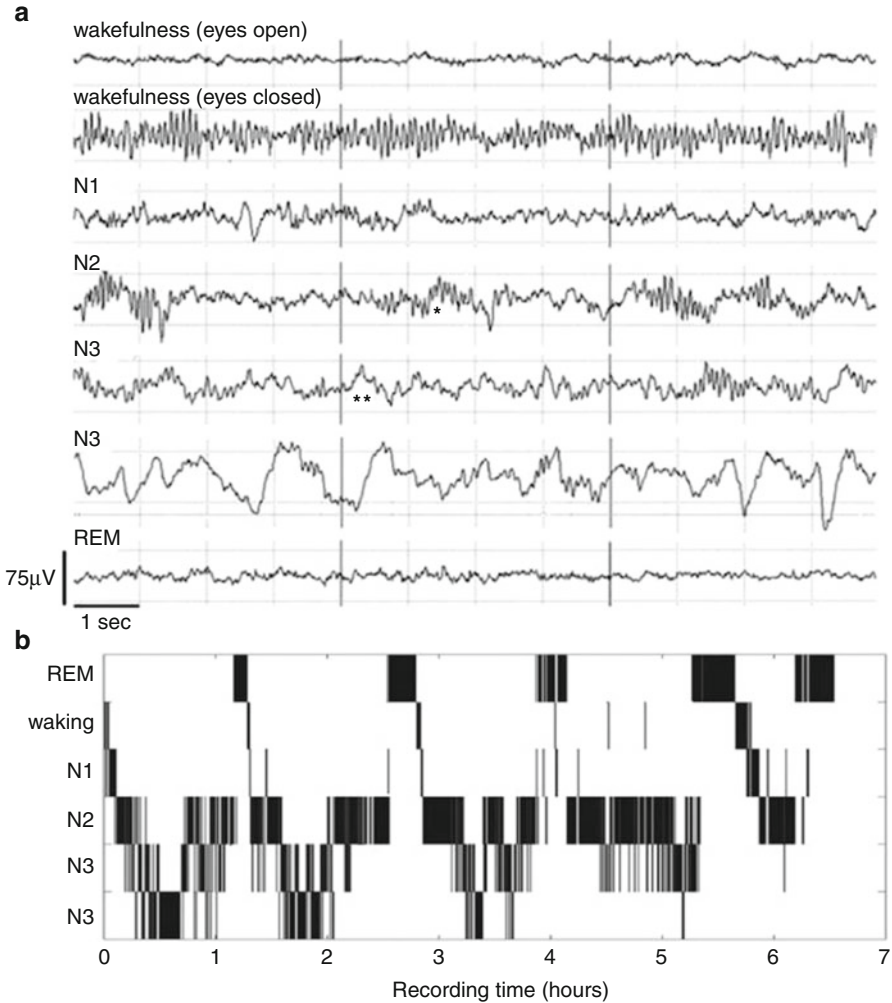 a
wakefulness (eyes open)
wakefulness (eyes closed)
N1
N2
*
N3
**
N3
REM
75μV
1 sec
b
REM
waking
N1
N2
N3
N3
0 1 2 3 4 5 6 7
Recording time (hours)